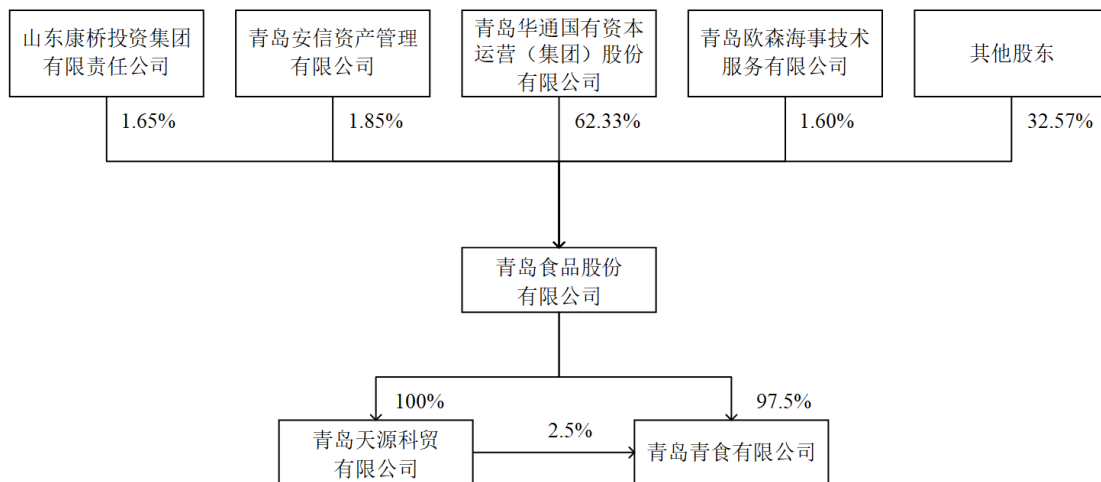 山东康桥投资集团
有限责任公司
青岛安信资产管理
有限公司
青岛华通国有资本
运营（集团）股份
有限公司
青岛欧森海事技术
服务有限公司
其他股东
1.65%
1.85%
62.33%
1.60%
32.57%
青岛食品股份
有限公司
100%
97.5%
青岛天源科贸
有限公司
2.5%
青岛青食有限公司